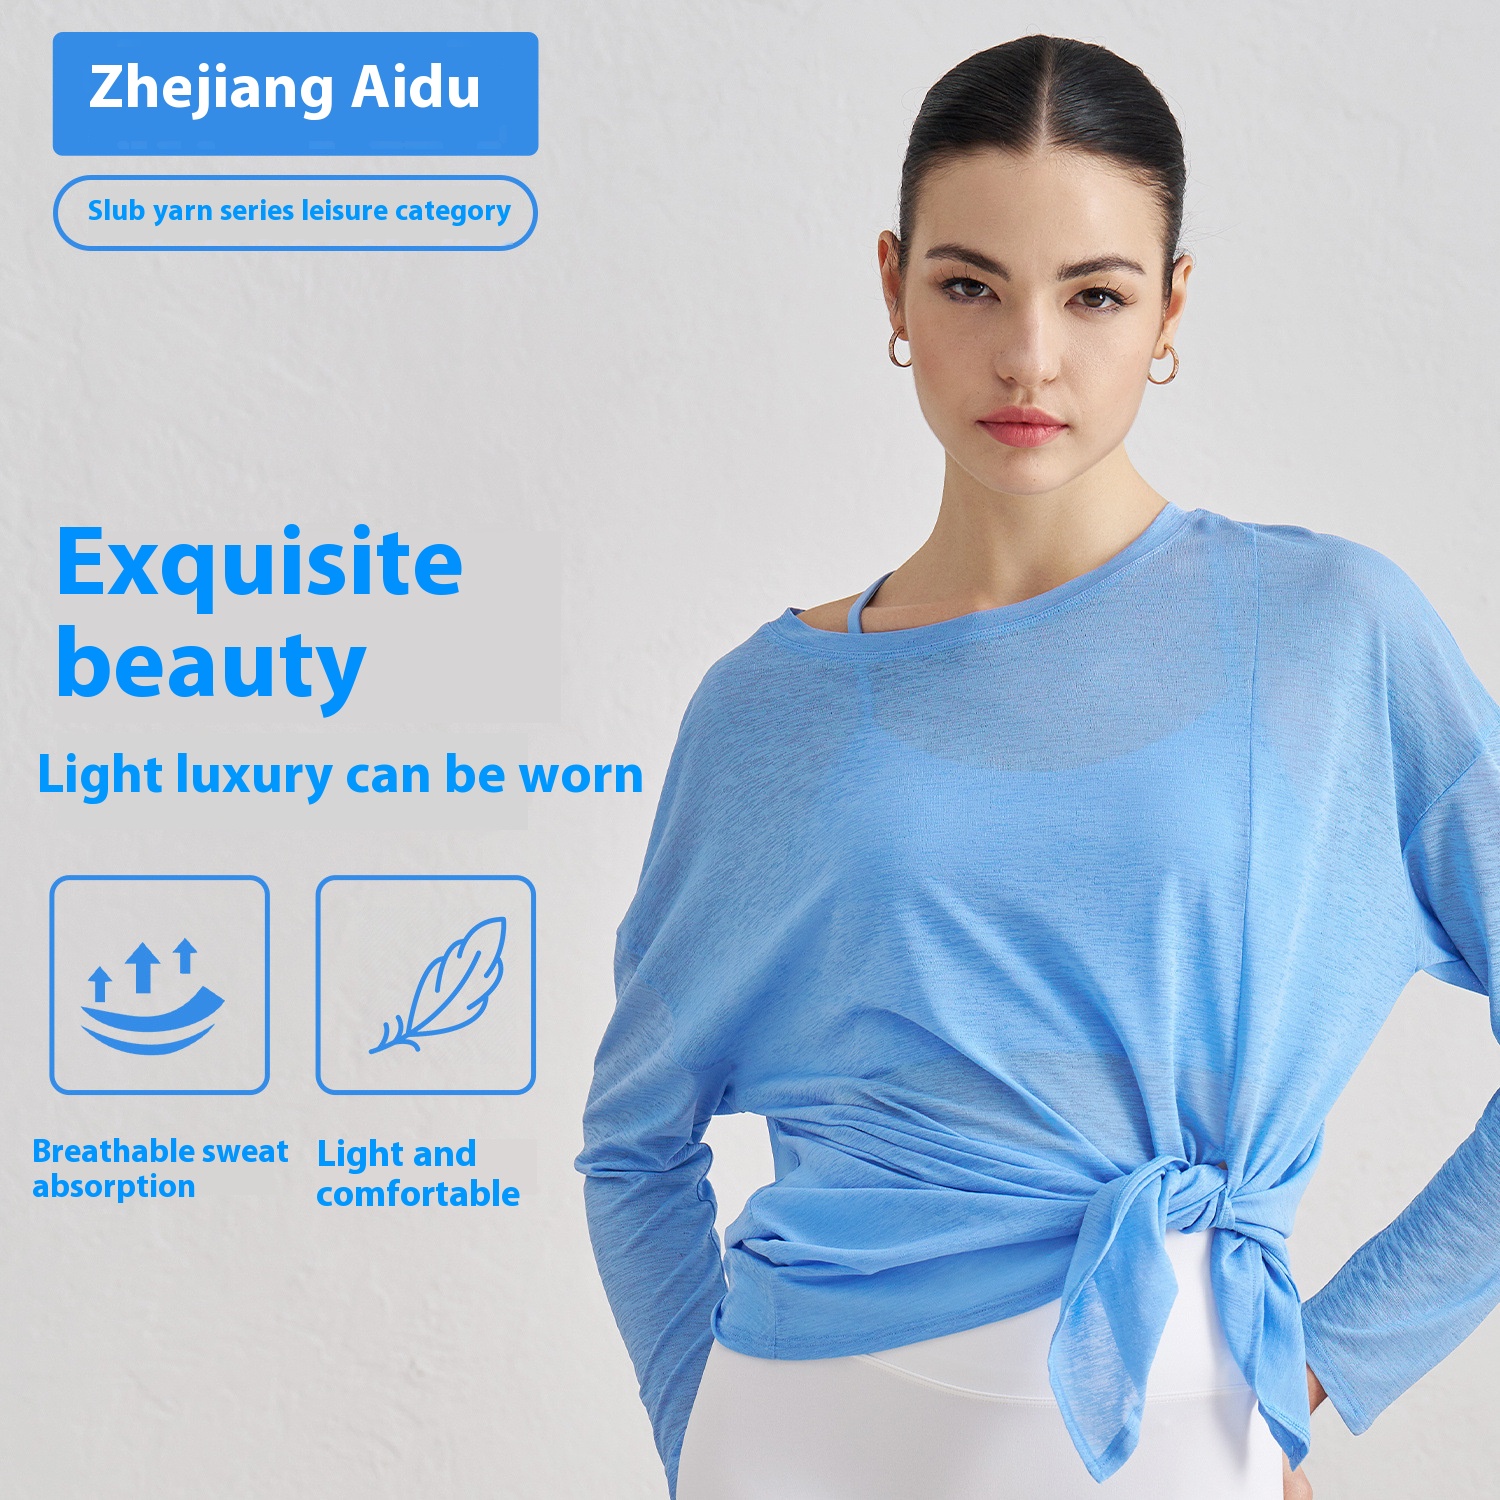 Zhejiang Aidu
Slub yarn series leisure category
Exquisite
beauty
Light luxury can be worn
Breathable sweat
absorption
Light and
comfortable